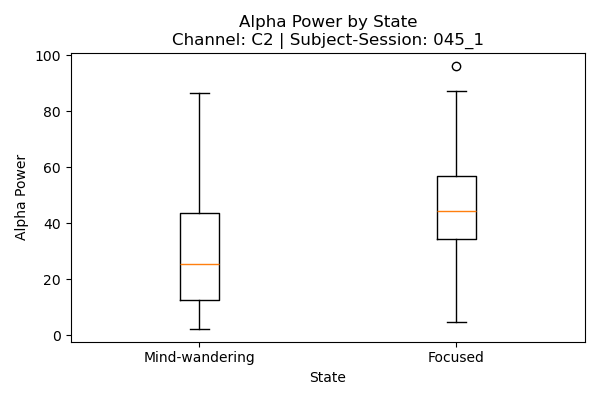 Alpha Power by State
Channel: C2 | Subject-Session: 045_1
100
80
60
40
20
0
Alpha Power
Mind-wandering
Focused
State